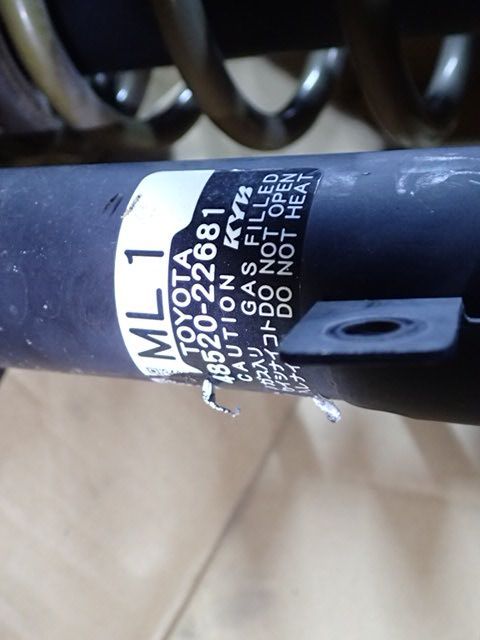 ML1
TOYOTA
48520-22681
KYB
CAUTION GAS FILLED
DO NOT OPEN
DO NOT HEAT